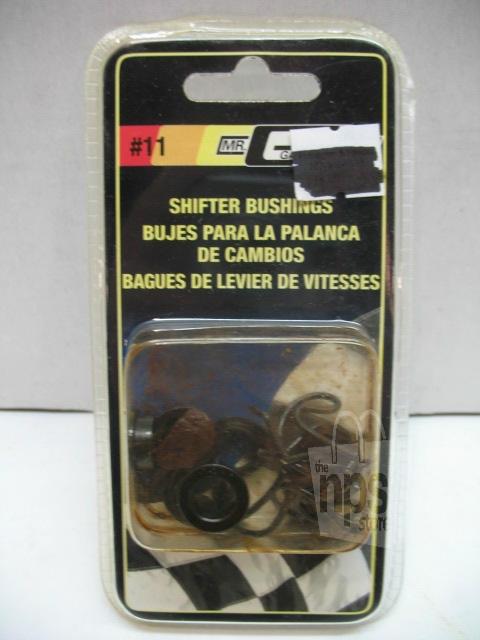 #11
MR.
G
SHIFTER BUSHINGS
BUJES PARA LA PALANCA
DE CAMBIOS
BAGUES DE LEVIER DE VITESSES
the
nps
store